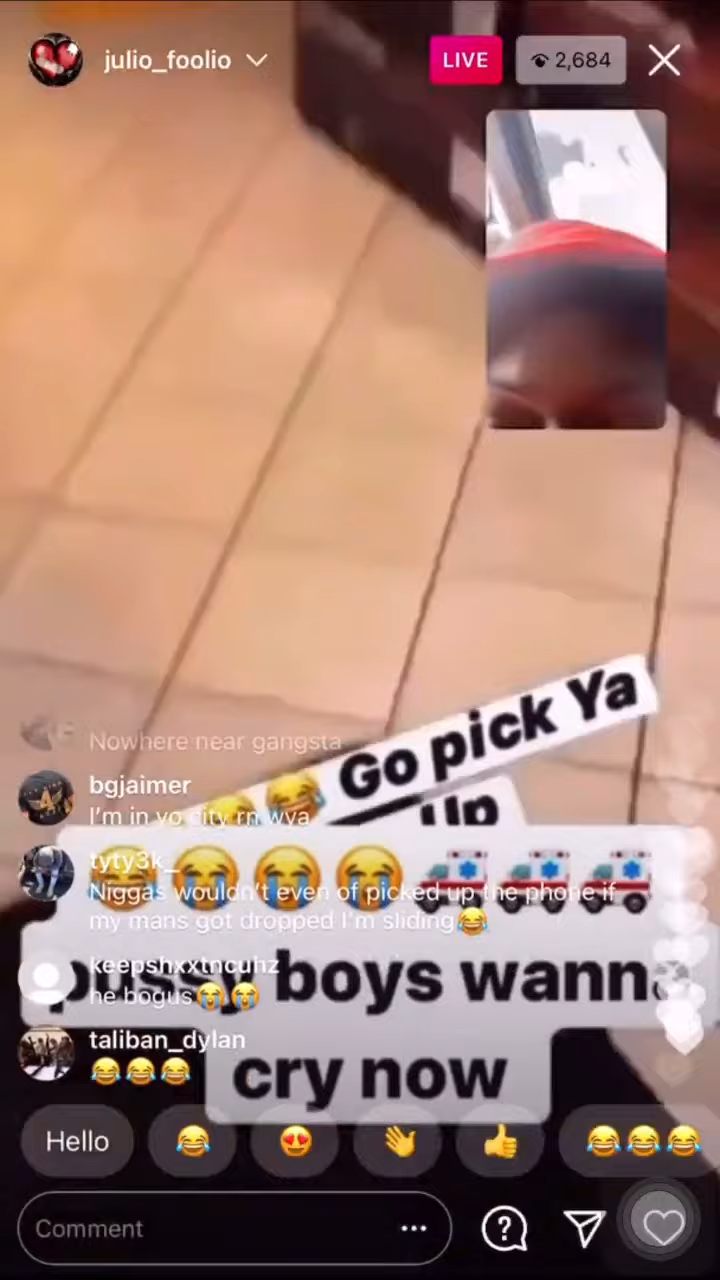 julio_foolio
LIVE
2,684
Nowhere near gangsta
Go pick Ya
Up
bgjaimer
I'm in yo city rn wya
tyty3k_
Niggas wouldn't even of picked up the phone if
my mans got dropped I'm sliding😂
keepshxxtncuhz
he bogus😭😭
pussy boys wanna
taliban_dylan
😂😂😂
cry now
Hello
😂 😍 👋 👍 😂😂😂
Comment